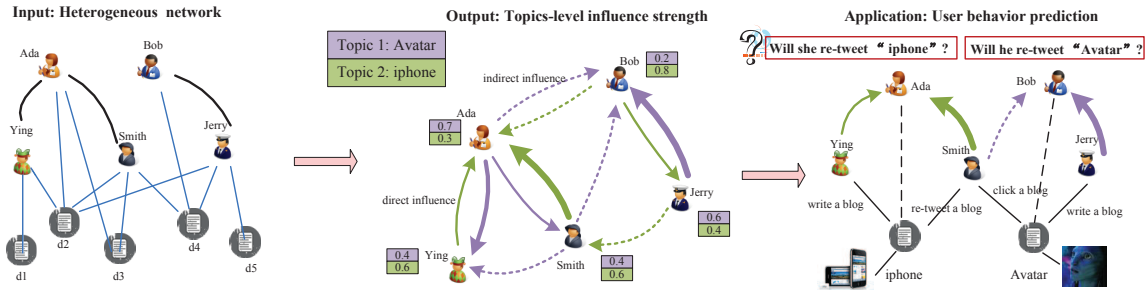 Input: Heterogeneous network
Ada
Bob
Ying
Smith
Jerry
d1
d2
d3
d4
d5
Output: Topics-level influence strength
Topic 1: Avatar
Topic 2: iphone
indirect influence
Bob
0.2
0.8
Ada
0.7
0.3
direct influence
Jerry
0.6
0.4
Ying
0.4
0.6
Smith
0.4
0.6
Application: User behavior prediction
? Will she re-tweet “ iphone” ?
Will he re-tweet “Avatar” ?
Ada
Bob
Ying
Smith
Jerry
write a blog
re-tweet a blog
click a blog
write a blog
iphone
Avatar